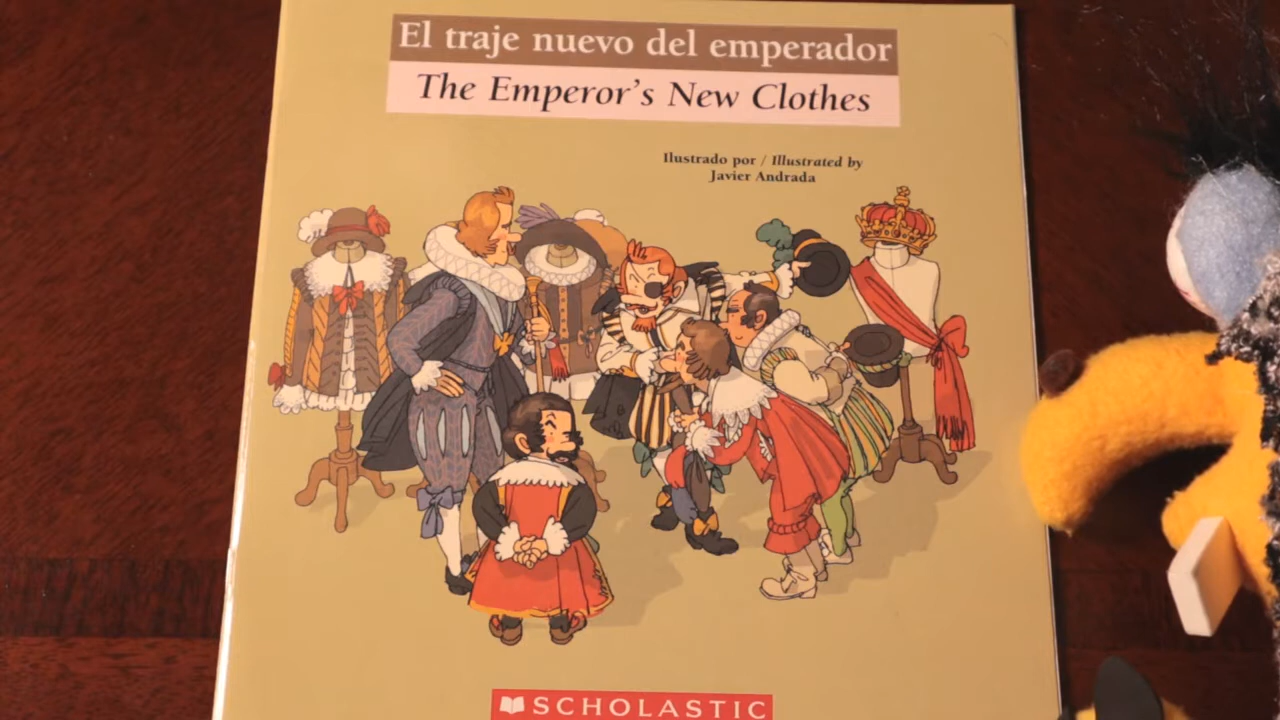 El traje nuevo del emperador
The Emperor's New Clothes
Ilustrado por / Illustrated by
Javier Andrada
SCHOLASTIC